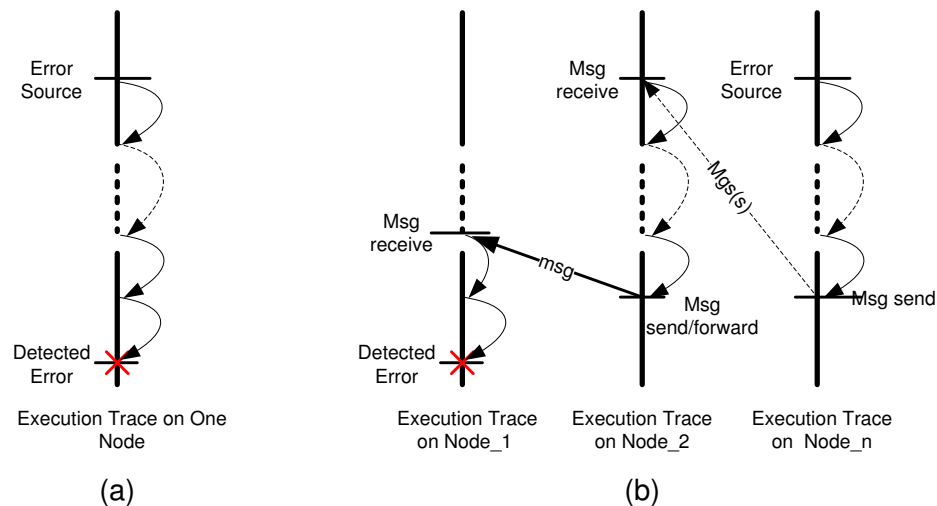 Error
Source
Detected
Error
Execution Trace on One
Node
(a)
Msg
receive
Error
Source
Mgs(s)
Msg
receive
msg
Msg
send/forward
Msg send
Detected
Error
Execution Trace
on Node_1
Execution Trace
on Node_2
Execution Trace
on Node_n
(b)